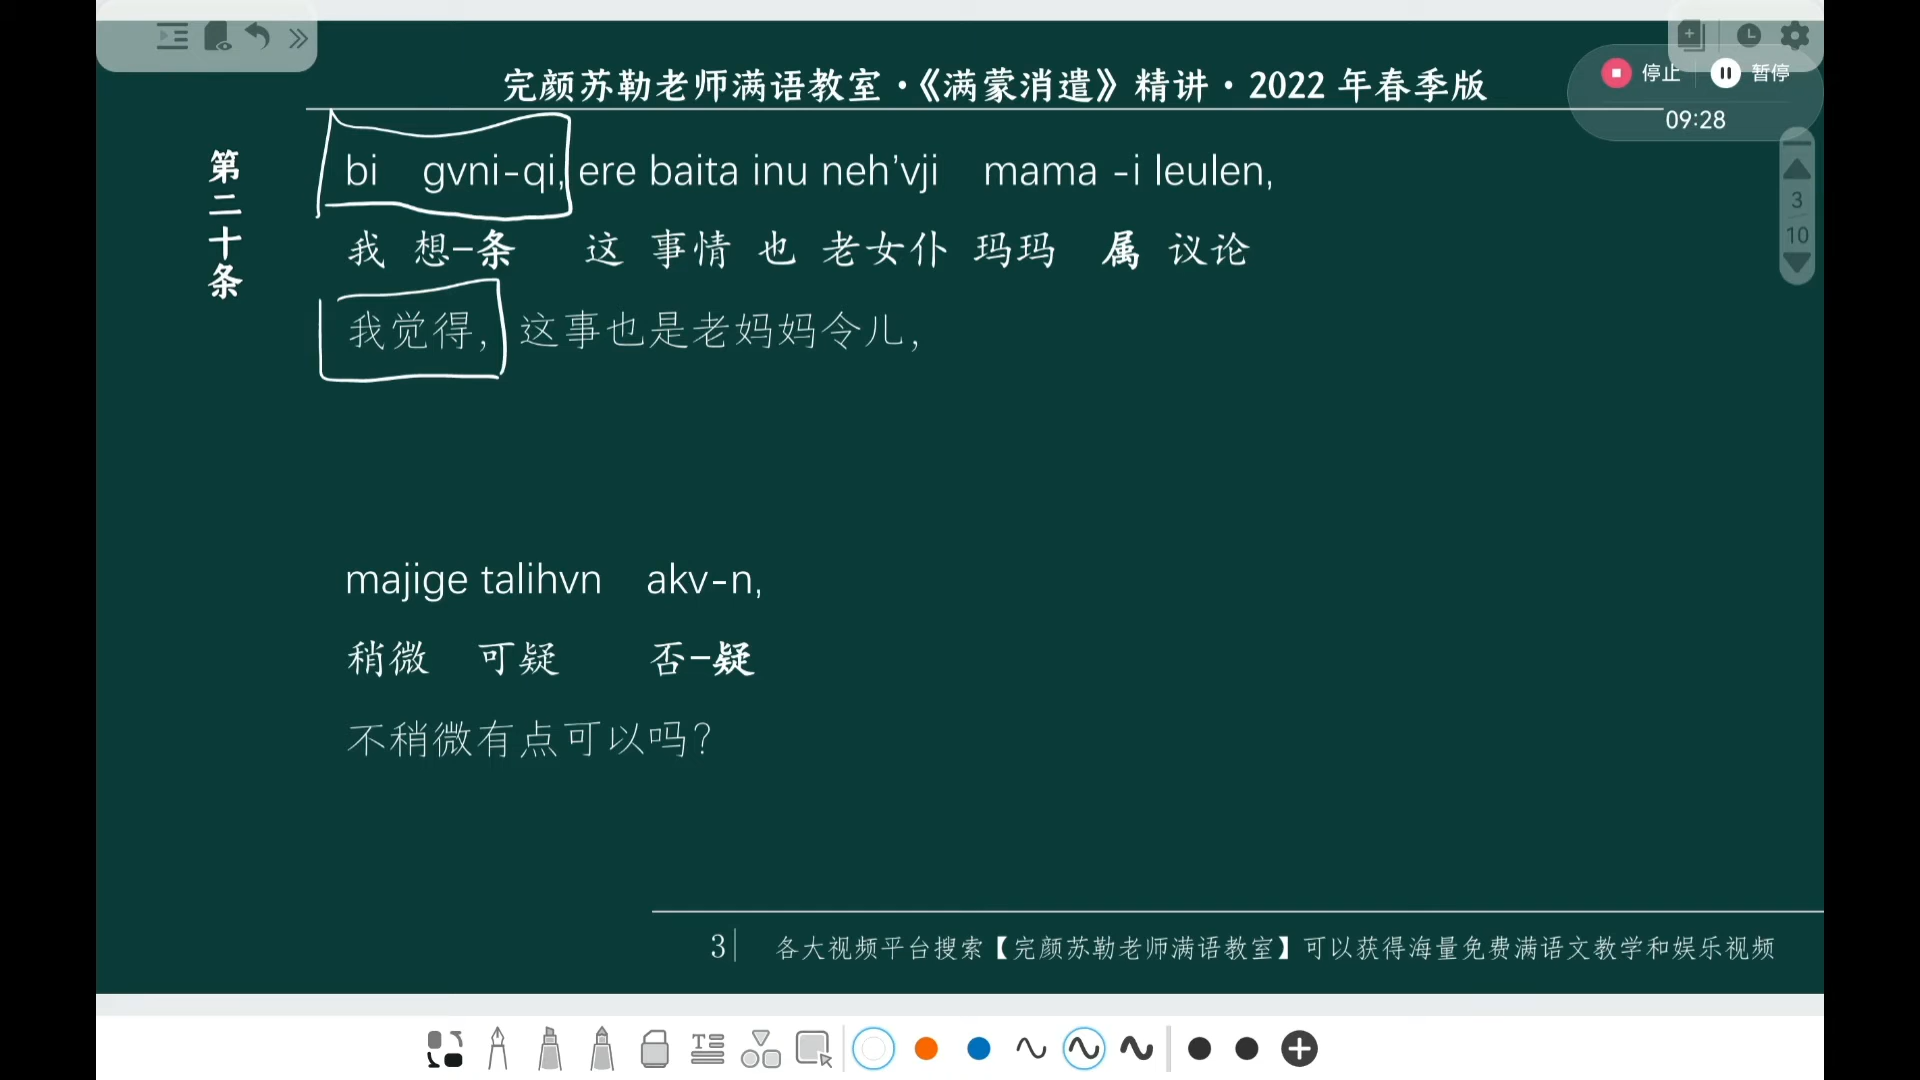 停止 暂停
09:28
完颜苏勒老师满语教室·《满蒙消遣》精讲·2022 年春季版
第二十条
bi gvni-qi, ere baita inu neh'vji mama -i leulen,
我 想-条 这 事情 也 老女仆 玛玛 属 议论
我觉得, 这事也是老妈妈令儿,
majige talihvn akv-n,
稍微 可疑 否-疑
不稍微有点可以吗?
3
10
3 各大视频平台搜索【完颜苏勒老师满语教室】可以获得海量免费满语文教学和娱乐视频